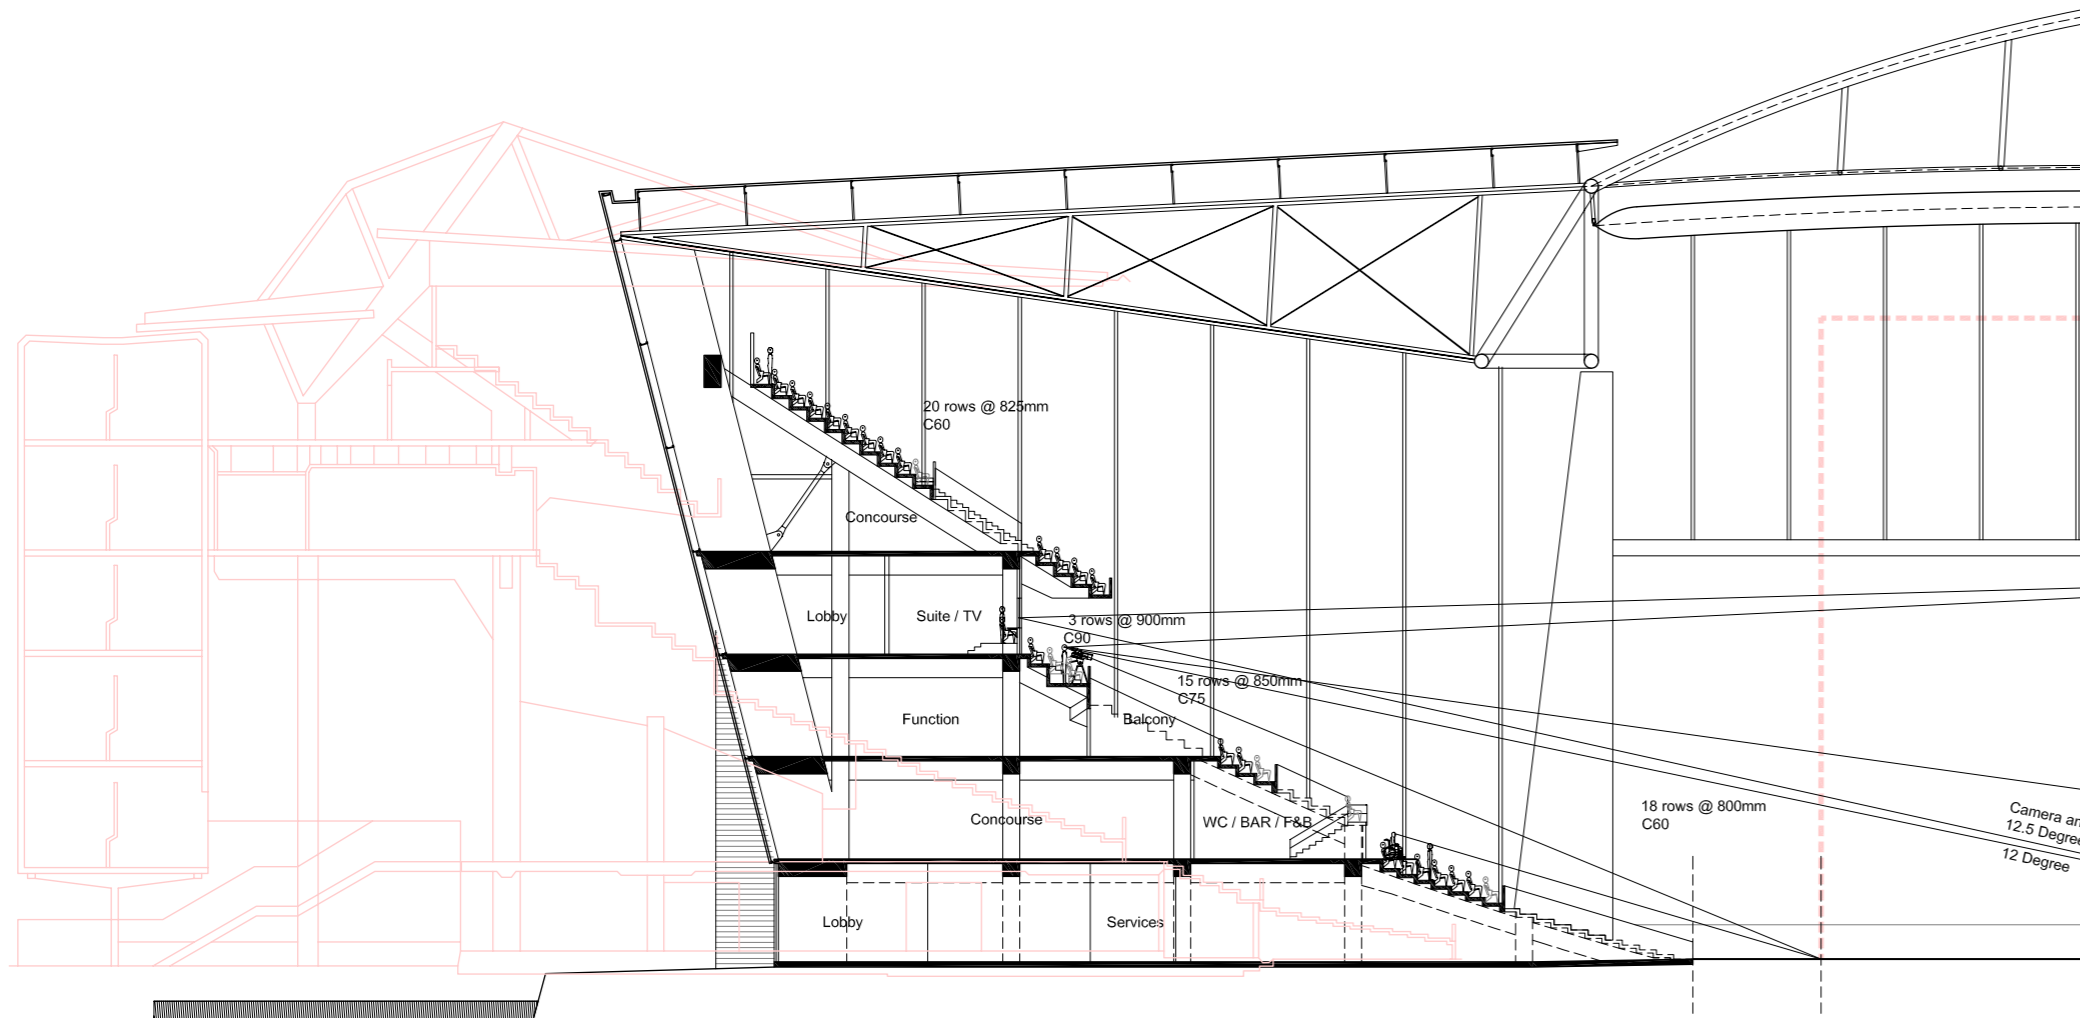 20 rows @ 825mm
C60
Concourse
Lobby
Suite / TV
3 rows @ 900mm
C90
15 rows @ 850mm
C75
Function
Balcony
Concourse
WC / BAR / F&B
18 rows @ 800mm
C60
Camera
12.5
12 Degree
Lobby
Services